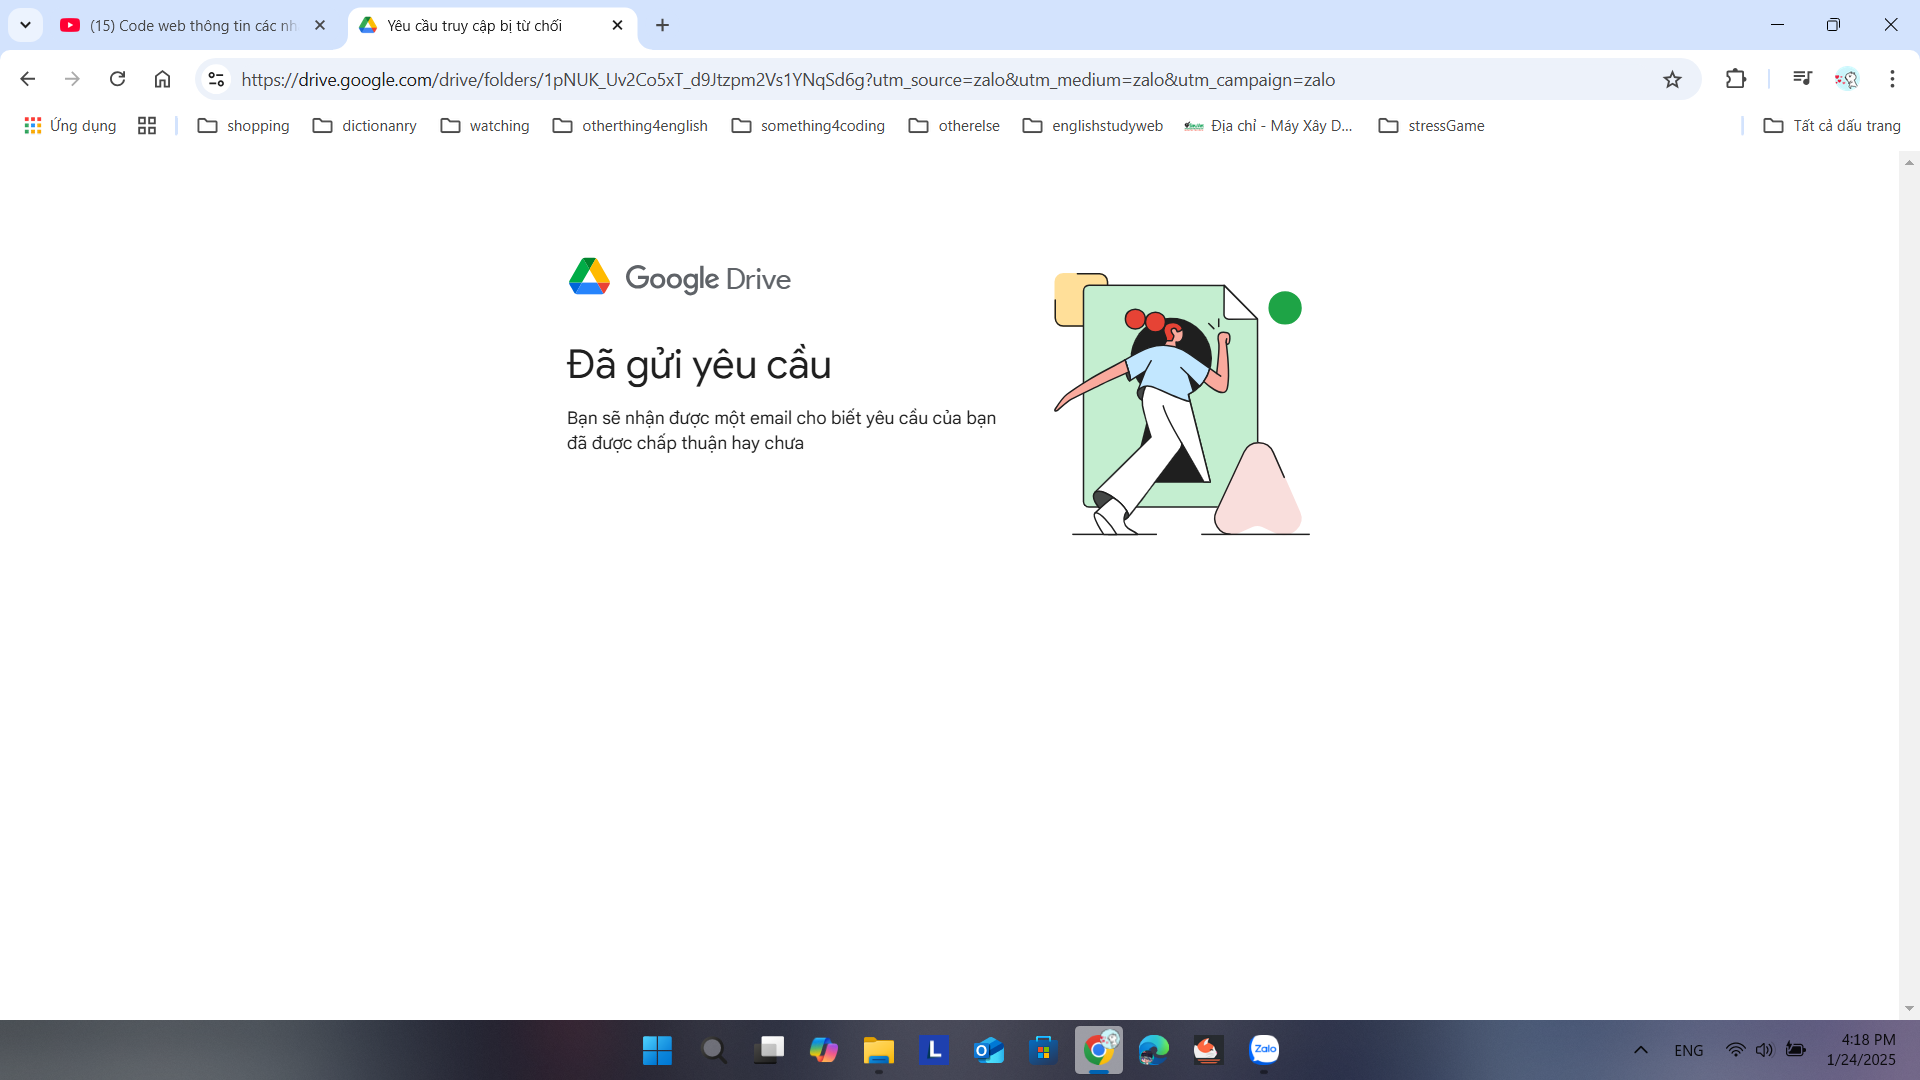 (15) Code web thông tin các nh
Yêu cầu truy cập bị từ chối
https://drive.google.com/drive/folders/1pNUK_Uv2Co5xT_d9Jtzpm2Vs1YNqSd6g?utm_source=zalo&utm_medium=zalo&utm_campaign=zalo
Ứng dụng
shopping
dictionanry
watching
otherthing4english
something4coding
otherelse
englishstudyweb
Địa chỉ - Máy Xây D...
stressGame
Tất cả dấu trang
Google Drive
Đã gửi yêu cầu
Bạn sẽ nhận được một email cho biết yêu cầu của bạn
đã được chấp thuận hay chưa
L
Zalo
ENG
4:18 PM
1/24/2025